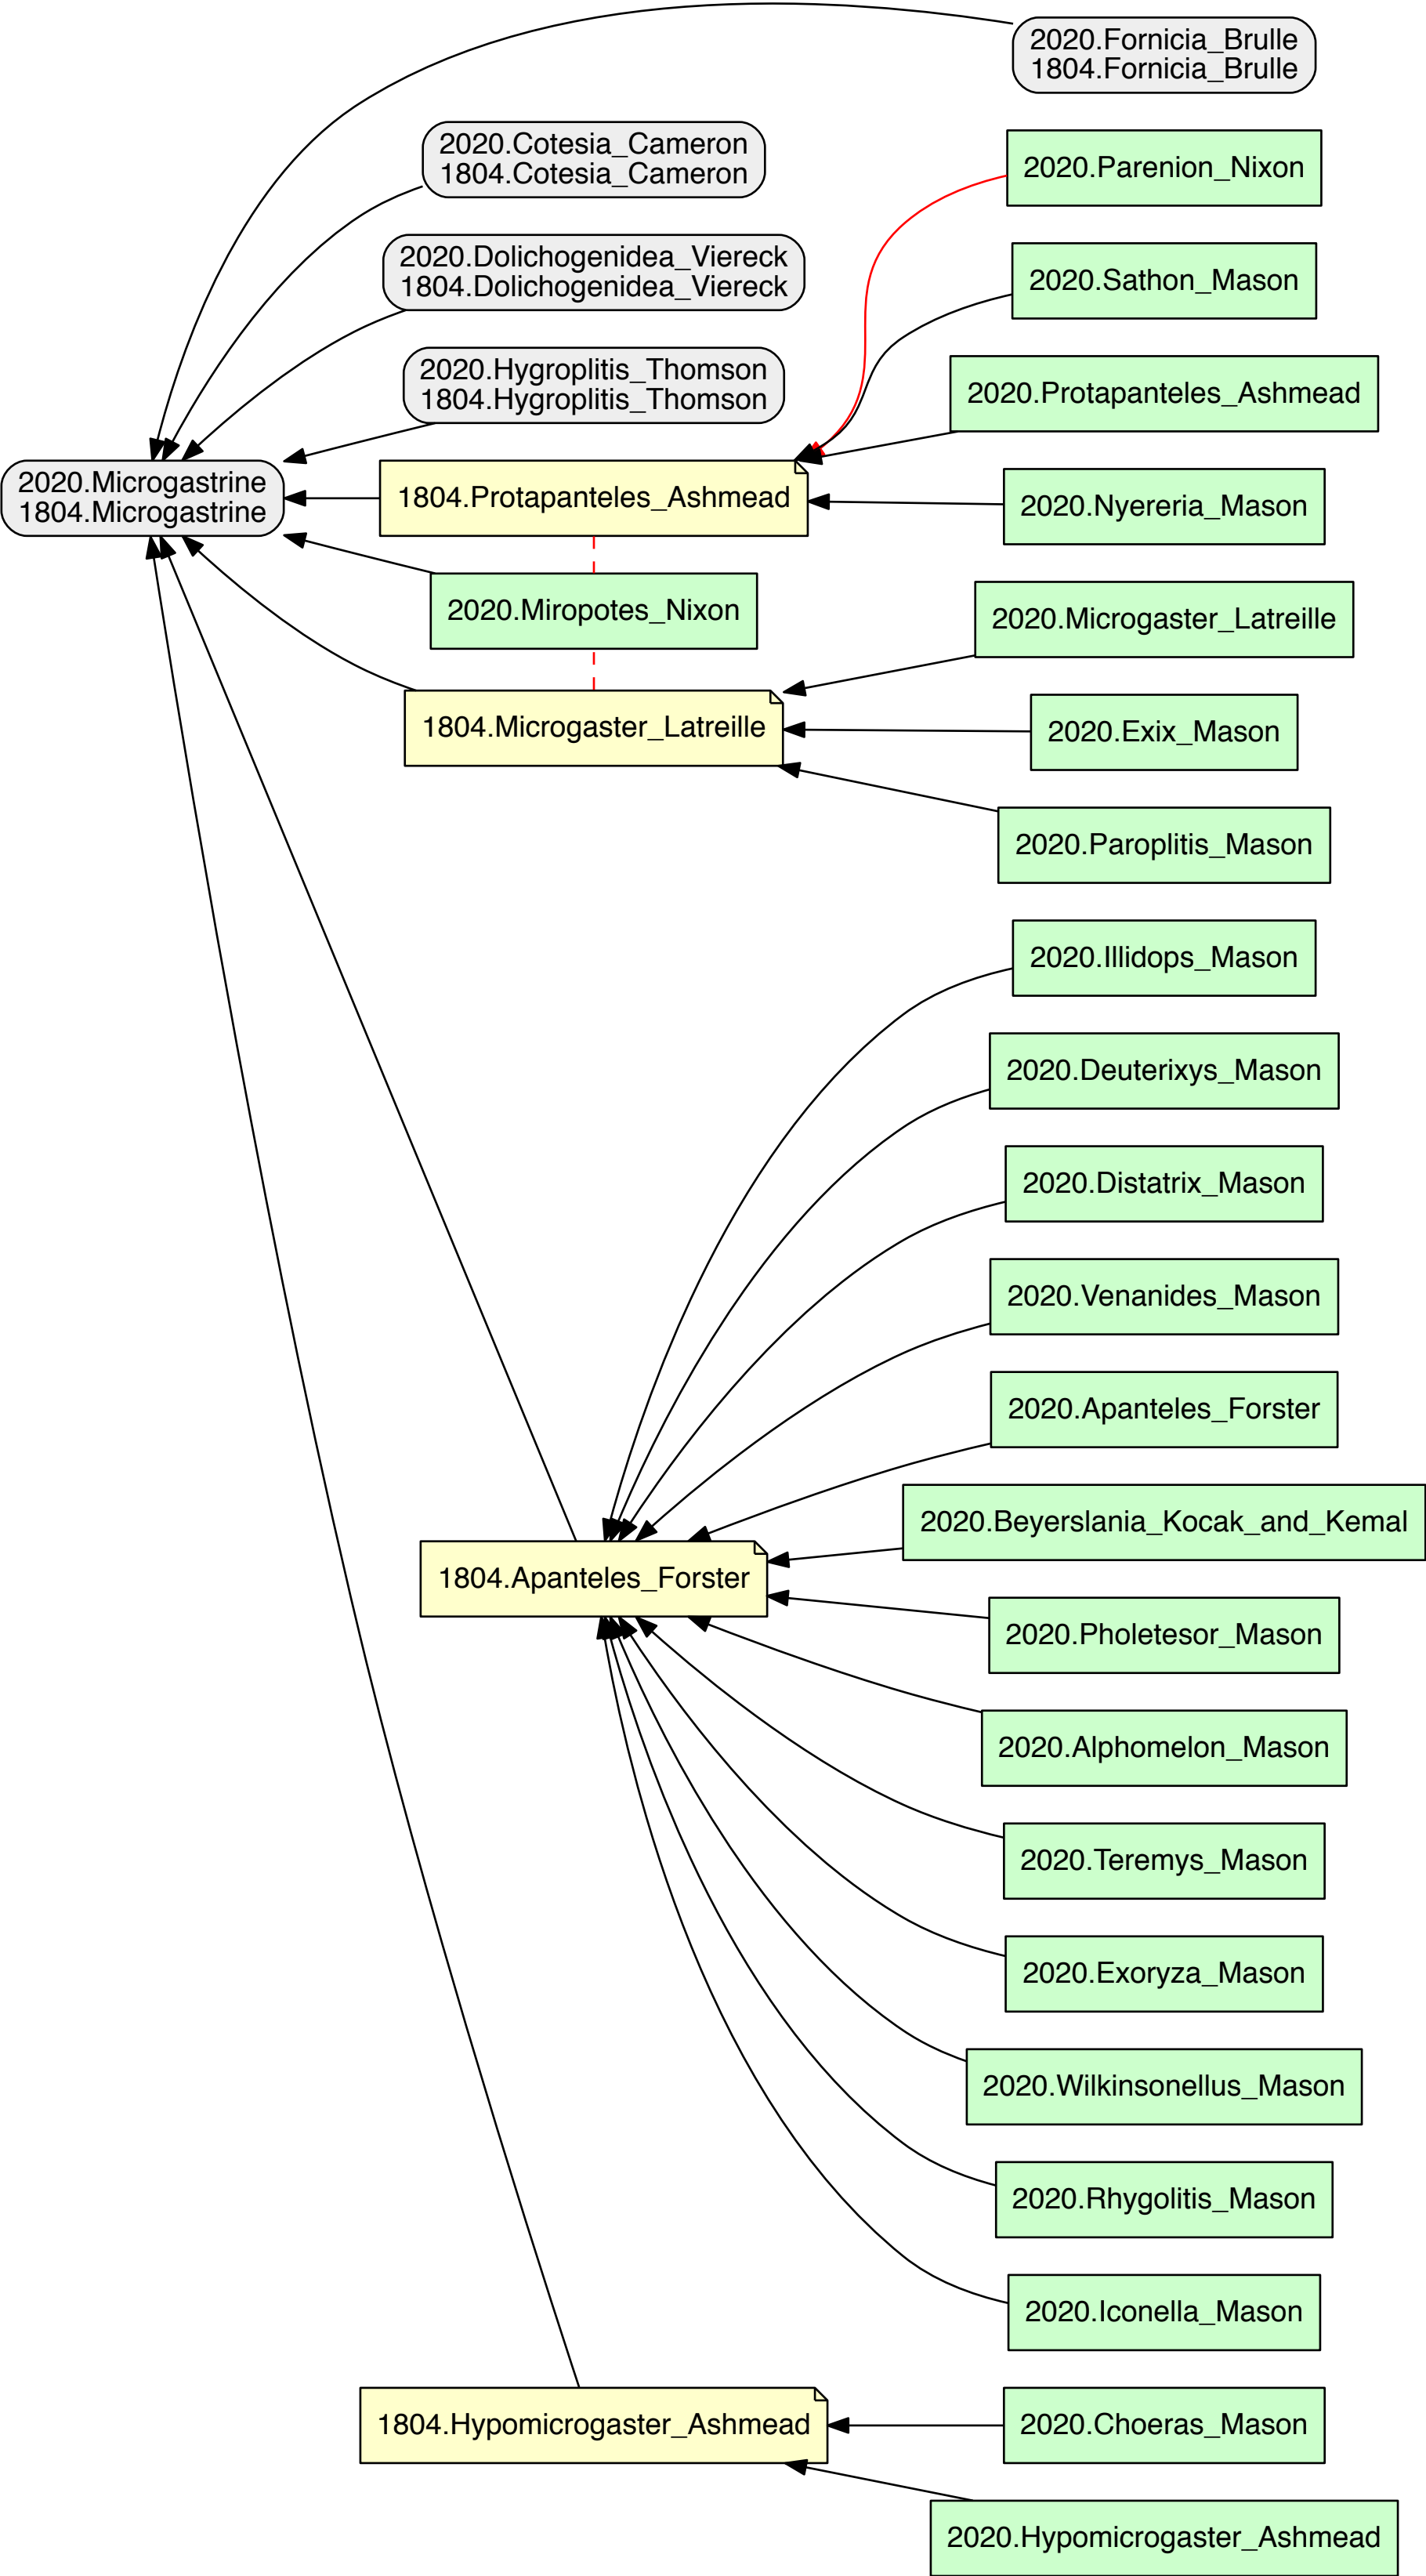 2020.Fornicia_Brulle
1804.Fornicia_Brulle
2020.Cotesia_Cameron
1804.Cotesia_Cameron
2020.Parenion_Nixon
2020.Dolichogenidea_Viereck
1804.Dolichogenidea_Viereck
2020.Sathon_Mason
2020.Hygroplitis_Thomson
1804.Hygroplitis_Thomson
2020.Protapanteles_Ashmead
2020.Microgastrine
1804.Microgastrine
1804.Protapanteles_Ashmead
2020.Nyereria_Mason
2020.Miropotes_Nixon
2020.Microgaster_Latreille
1804.Microgaster_Latreille
2020.Exix_Mason
2020.Paroplitis_Mason
2020.Illidops_Mason
2020.Deuterixys_Mason
2020.Distatrix_Mason
2020.Venanides_Mason
2020.Apanteles_Forster
2020.Beyerslania_Kocak_and_Kemal
1804.Apanteles_Forster
2020.Pholetesor_Mason
2020.Alphomelon_Mason
2020.Teremys_Mason
2020.Exoryza_Mason
2020.Wilkinsonellus_Mason
2020.Rhygolitis_Mason
2020.Iconella_Mason
1804.Hypomicrogaster_Ashmead
2020.Choeras_Mason
2020.Hypomicrogaster_Ashmead